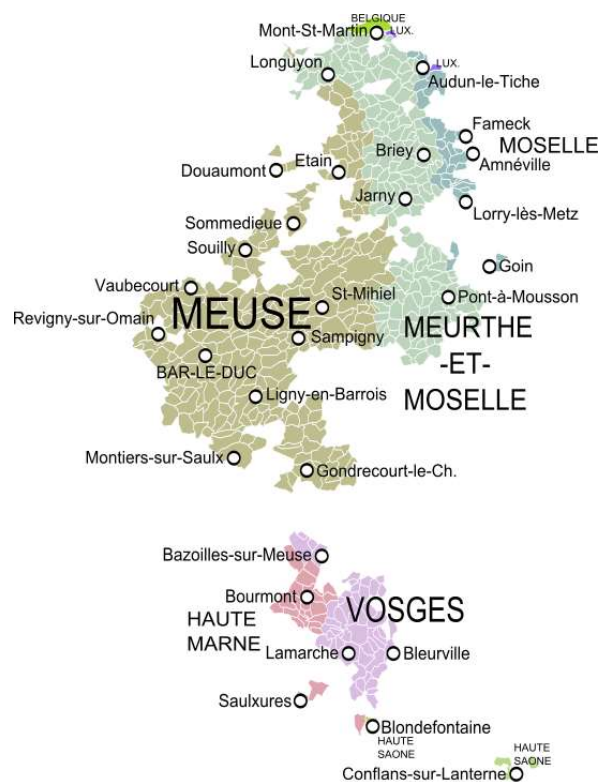 BELGIQUE
Mont-St-Martin
LUX.
Longuyon
LUX.
Audun-le-Tiche
Fameck
MOSELLE
Briey
Amnéville
Etain
Douaumont
Jarny
Lorry-lès-Metz
Sommedieue
Souilly
Goin
Vaubecourt
St-Mihiel
Pont-à-Mousson
MEUSE
Revigny-sur-Omain
MEURTHE
-ET-
MOSELLE
Sampigny
BAR-LE-DUC
Ligny-en-Barrois
Montiers-sur-Saulx
Gondrecourt-le-Ch.
Bazoilles-sur-Meuse
Bourmont
VOSGES
HAUTE
MARNE
Lamarche
Bleurville
Saulxures
Blondefontaine
HAUTE
SAONE
HAUTE
SAONE
Conflans-sur-Lanterne